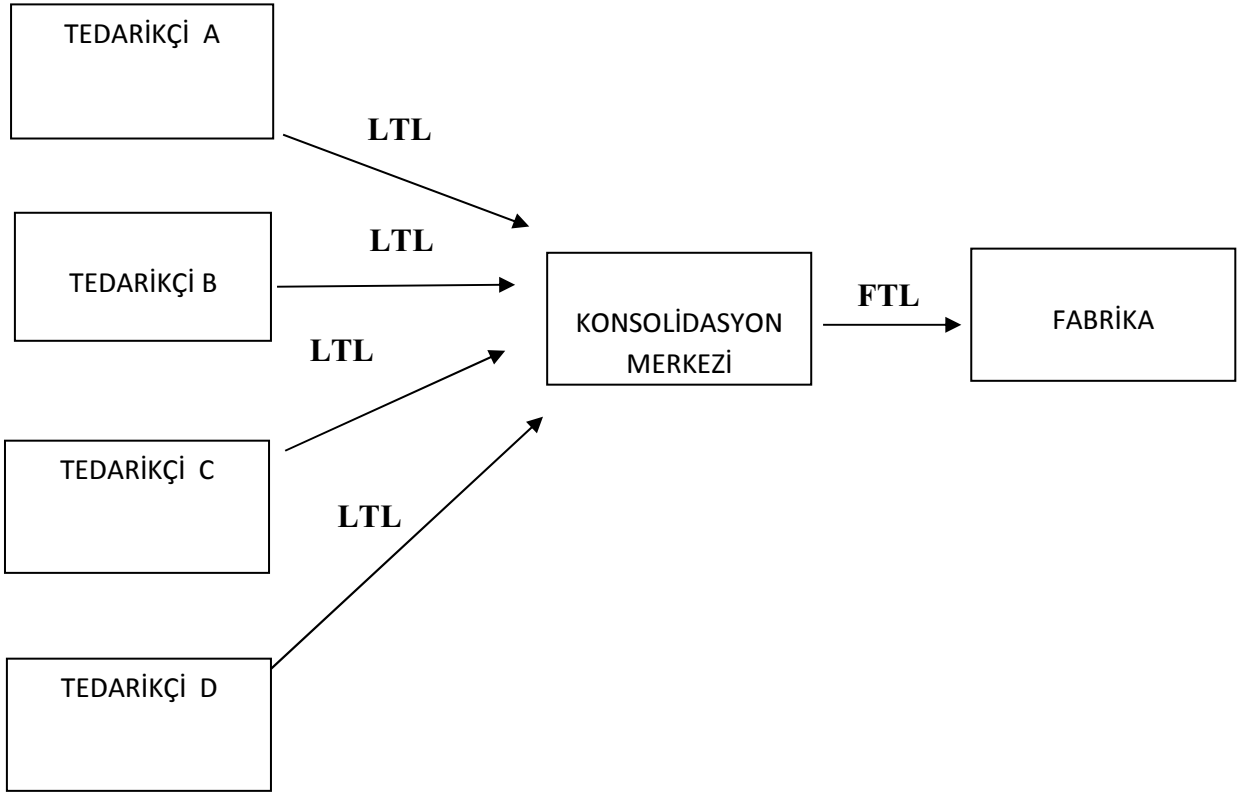 TEDARİKÇİ A
LTL
TEDARİKÇİ B
LTL
LTL
TEDARİKÇİ C
LTL
TEDARİKÇİ D
KONSOLİDASYON
MERKEZİ
FTL
FABRİKA